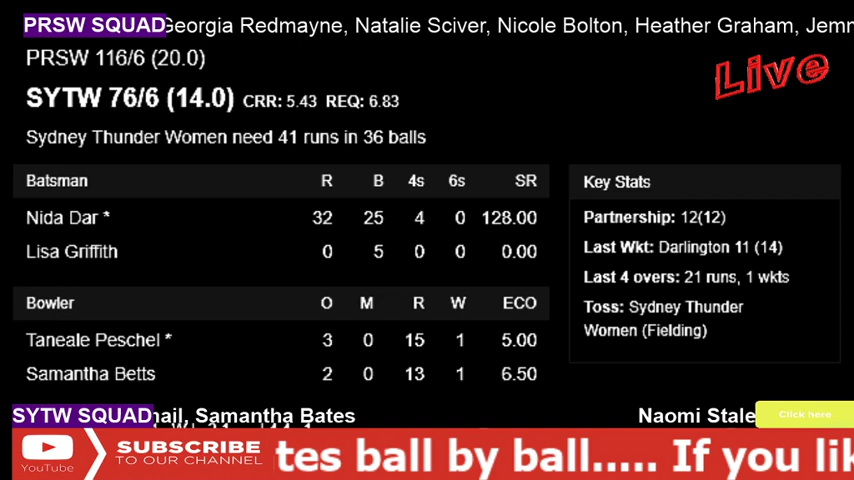 PRSW SQUAD Georgia Redmayne, Natalie Sciver, Nicole Bolton, Heather Graham, Jemm
PRSW 116/6 (20.0)
Live
SYTW 76/6 (14.0) CRR: 5.43 REQ: 6.83
Sydney Thunder Women need 41 runs in 36 balls
Batsman R B 4s 6s SR
Nida Dar * 32 25 4 0 128.00
Lisa Griffith 0 5 0 0 0.00
Bowler O M R W ECO
Taneale Peschel * 3 0 15 1 5.00
Samantha Betts 2 0 13 1 6.50
Key Stats
Partnership: 12(12)
Last Wkt: Darlington 11 (14)
Last 4 overs: 21 runs, 1 wkts
Toss: Sydney Thunder
Women (Fielding)
SYTW SQUAD nail, Samantha Bates Naomi Stale
Click here
YouTube
SUBSCRIBE
TO OUR CHANNEL
tes ball by ball..... If you lik